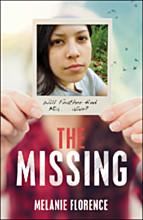 Will Feather find
THE
MISSING
MELANIE FLORENCE